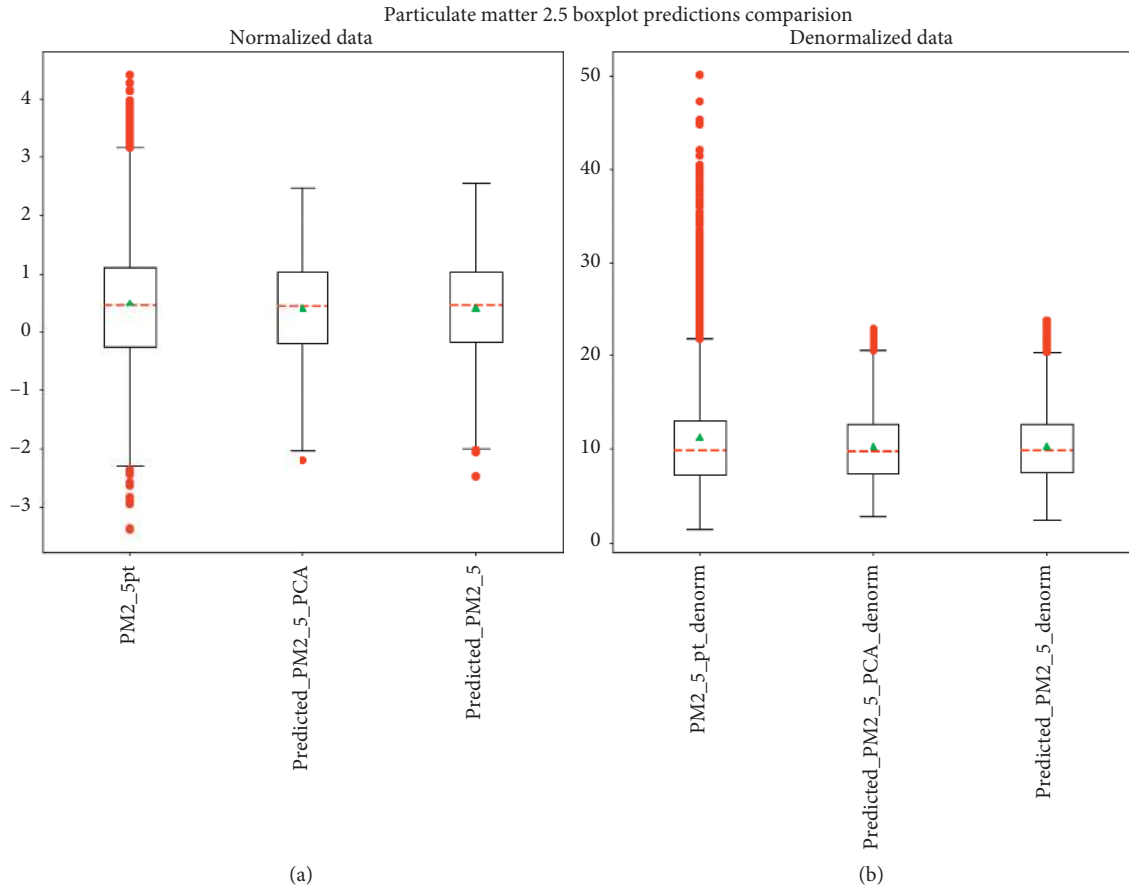 Particulate matter 2.5 boxplot predictions comparision
Normalized data
4
3
2
1
0
–1
–2
–3
PM2_5pt
Predicted_PM2_5_PCA
Predicted_PM2_5
(a)
Denormalized data
50
40
30
20
10
0
PM2_5_pt_denorm
Predicted_PM2_5_PCA_denorm
Predicted_PM2_5_denorm
(b)